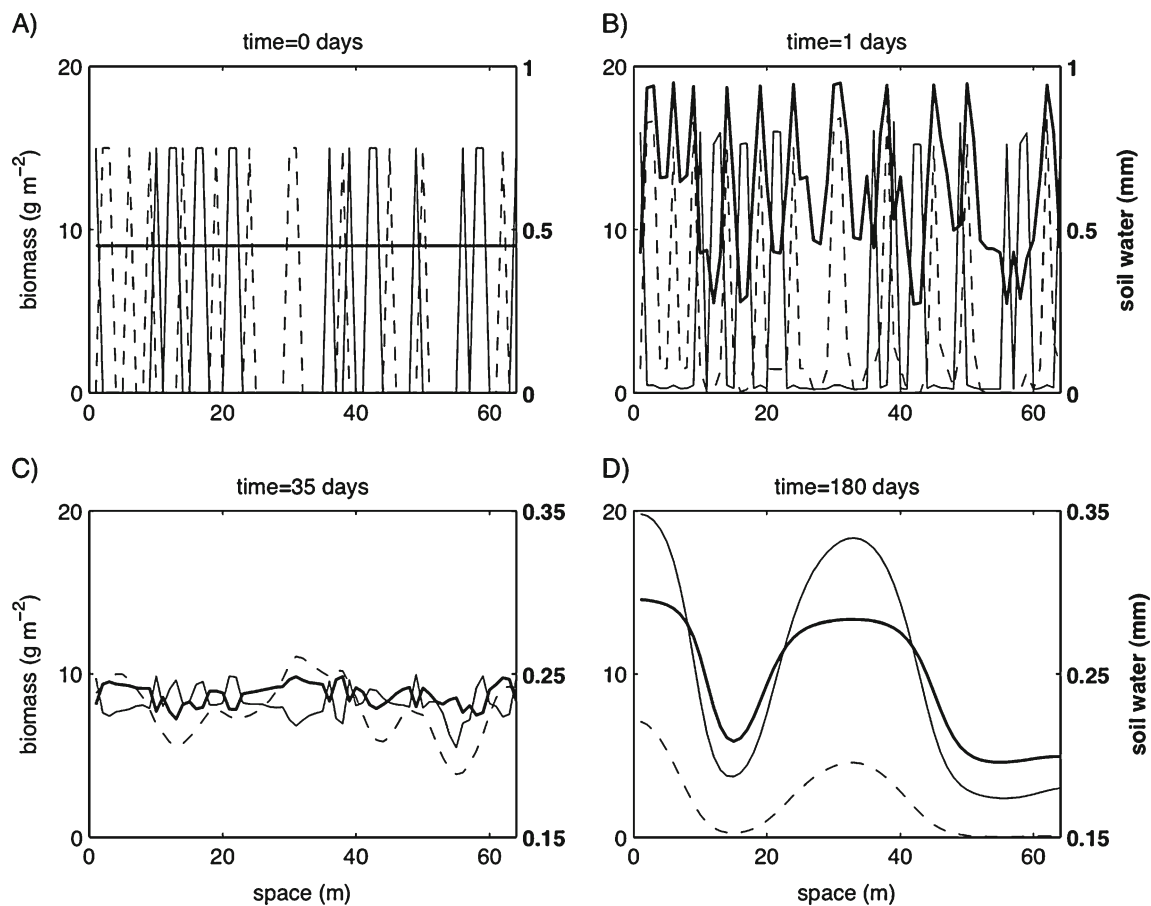 A)
time=0 days
20
10
0
1
0.5
0
0
20
40
60
biomass (g m⁻²)
B)
time=1 days
20
10
0
1
0.5
0
0
20
40
60
soil water (mm)
C)
time=35 days
20
10
0
0.35
0.25
0.15
0
20
40
60
biomass (g m⁻²)
space (m)
D)
time=180 days
20
10
0
0.35
0.25
0.15
0
20
40
60
soil water (mm)
space (m)